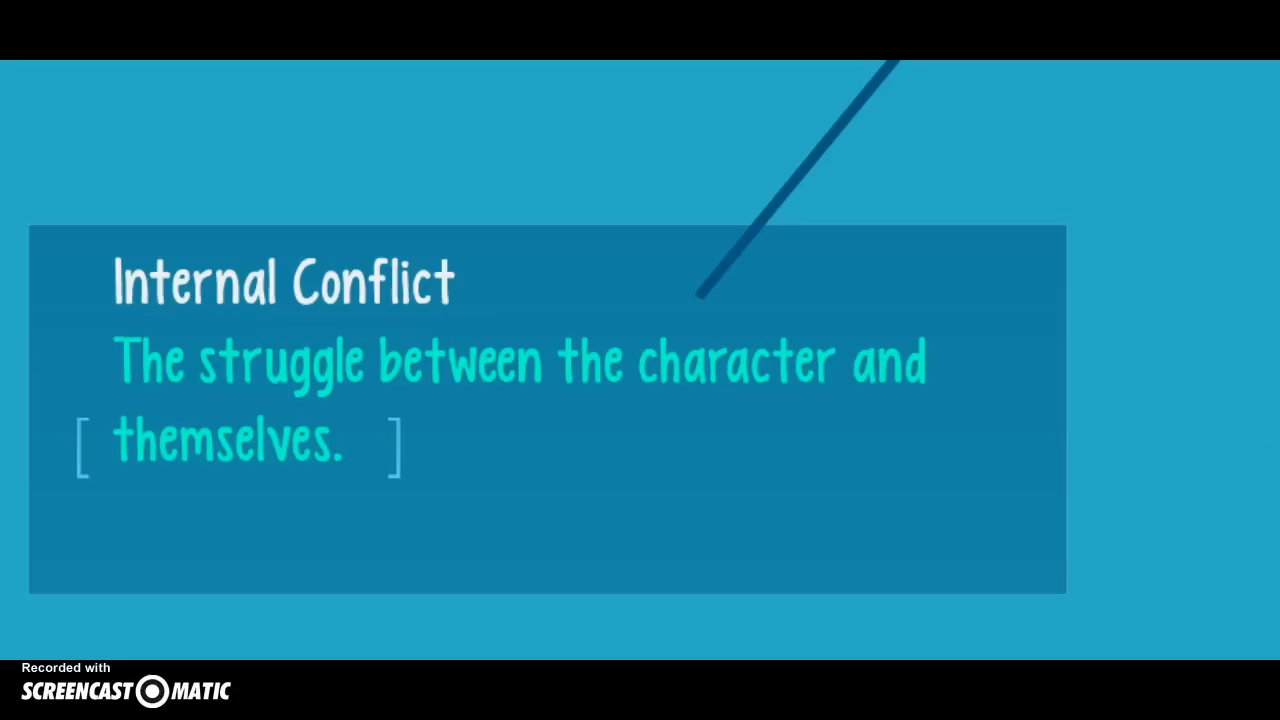 Internal Conflict
The struggle between the character and
[ themselves. ]
Recorded with
SCREENCAST MATIC